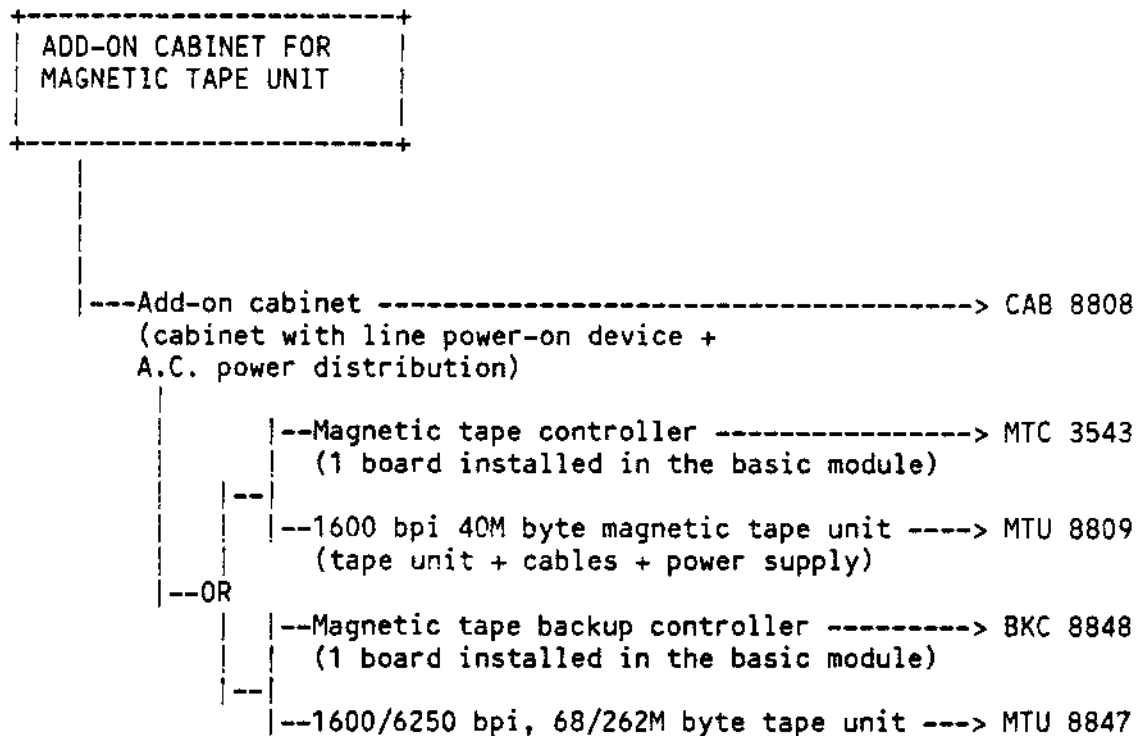 ADD-ON CABINET FOR
MAGNETIC TAPE UNIT
---Add-on cabinet -------------------------------------> CAB 8808
(cabinet with line power-on device +
A.C. power distribution)
--Magnetic tape controller ----------------> MTC 3543
(1 board installed in the basic module)
--1600 bpi 40M byte magnetic tape unit ----> MTU 8809
(tape unit + cables + power supply)
--OR
--Magnetic tape backup controller ---------> BKC 8848
(1 board installed in the basic module)
--1600/6250 bpi, 68/262M byte tape unit ---> MTU 8847